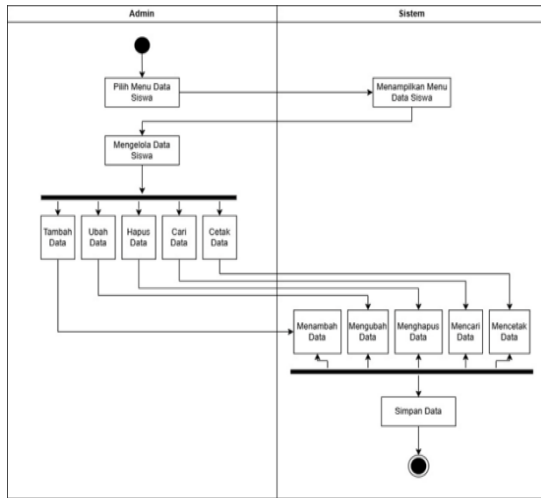 Admin
Sistem
Pilih Menu Data
Siswa
Menampilkan Menu
Data Siswa
Mengelola Data
Siswa
Tambah
Data
Ubah
Data
Hapus
Data
Cari
Data
Cetak
Data
Menambah
Data
Mengubah
Data
Menghapus
Data
Mencari
Data
Mencetak
Data
Simpan Data